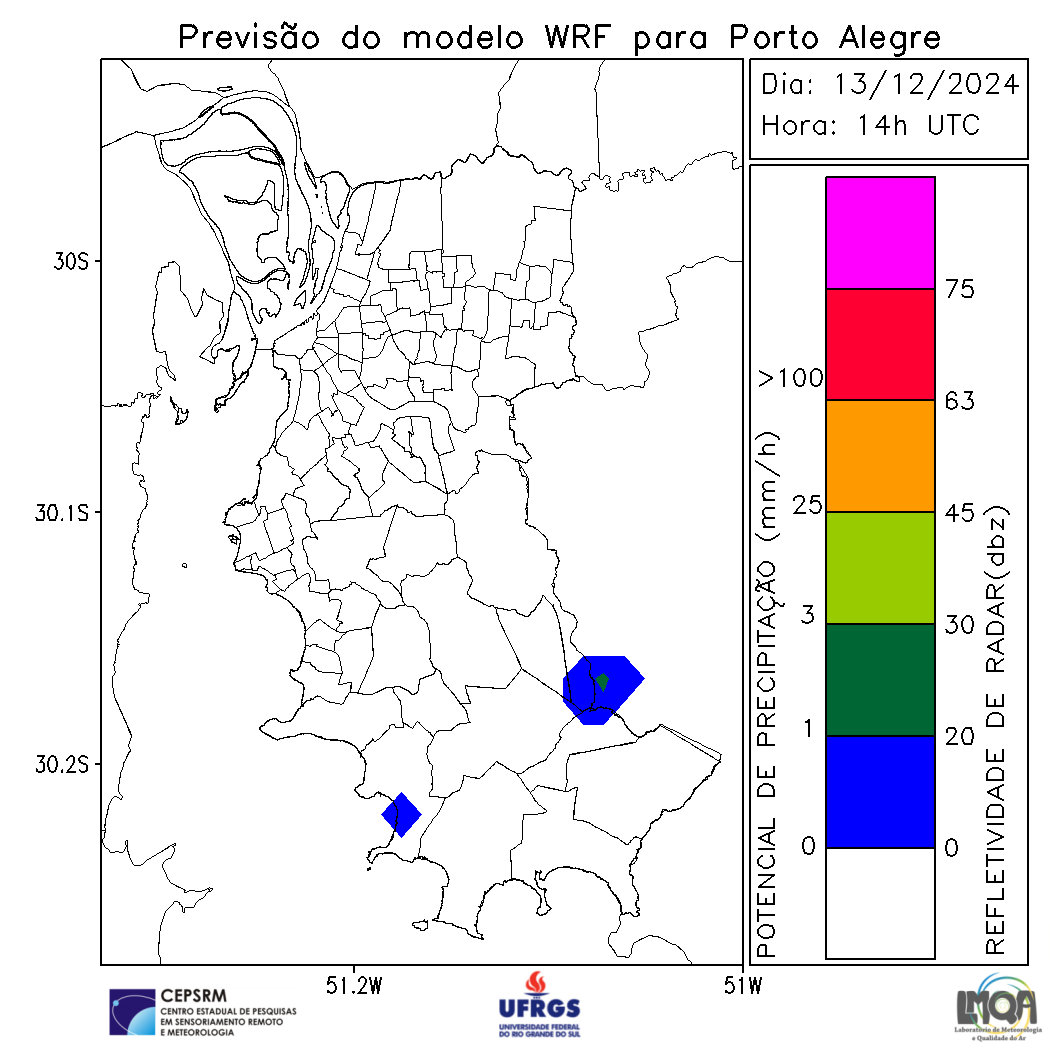 Previsão do modelo WRF para Porto Alegre
Dia: 13/12/2024
Hora: 14h UTC
30S
30.1S
30.2S
51.2W
51W
POTENCIAL DE PRECIPITAÇÃO (mm/h)
>100
25
3
1
0
75
63
45
30
20
0
REFLETIVIDADE DE RADAR(dbz)
CEPSRM
CENTRO ESTADUAL DE PESQUISAS
EM SENSORIAMENTO REMOTO
E METEOROLOGIA
UFRGS
UNIVERSIDADE FEDERAL
DO RIO GRANDE DO SUL
LMQA
Laboratório de Meteorologia
e Qualidade do Ar